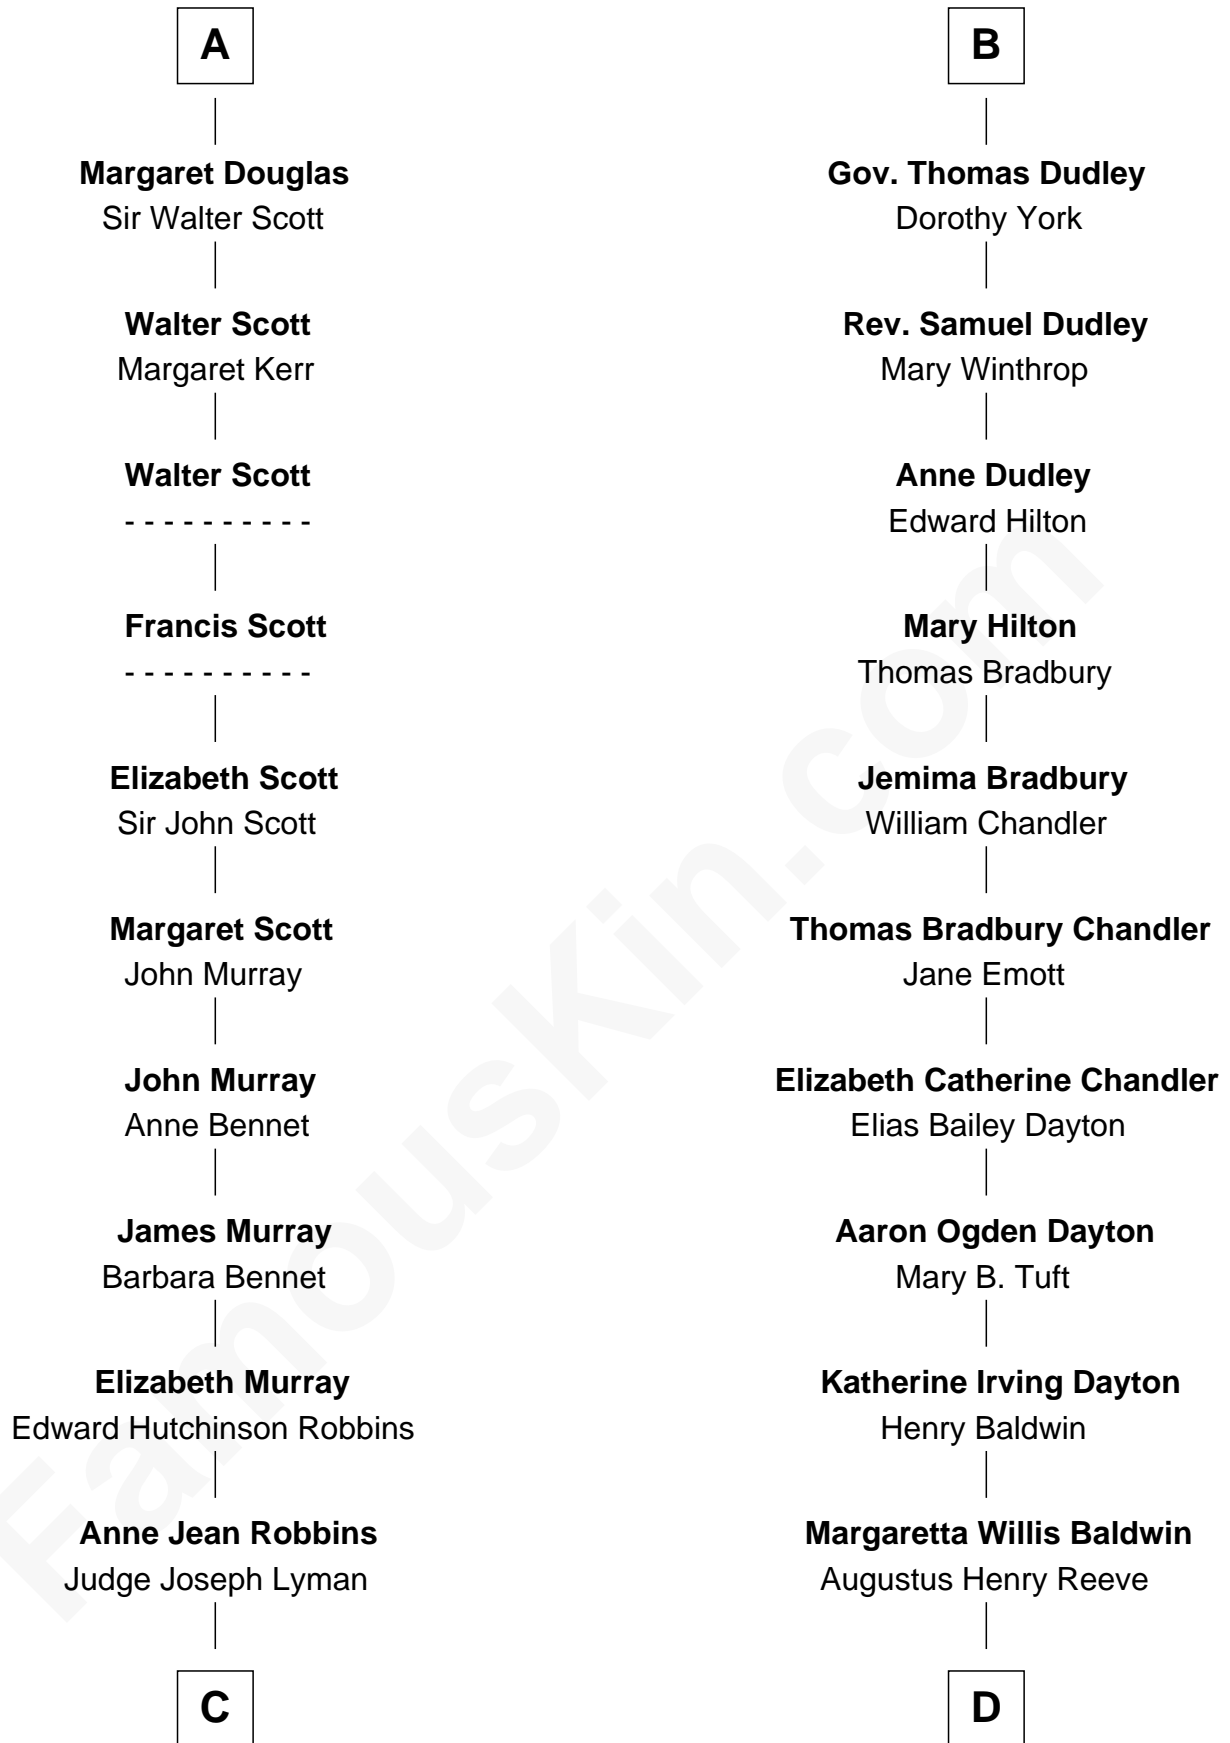 A
Margaret Douglas
Sir Walter Scott
Walter Scott
Margaret Kerr
Walter Scott
- - - - - - - - - -
Francis Scott
- - - - - - - - - -
Elizabeth Scott
Sir John Scott
Margaret Scott
John Murray
John Murray
Anne Bennet
James Murray
Barbara Bennet
Elizabeth Murray
Edward Hutchinson Robbins
Anne Jean Robbins
Judge Joseph Lyman
C
B
Gov. Thomas Dudley
Dorothy York
Rev. Samuel Dudley
Mary Winthrop
Anne Dudley
Edward Hilton
Mary Hilton
Thomas Bradbury
Jemima Bradbury
William Chandler
Thomas Bradbury Chandler
Jane Emott
Elizabeth Catherine Chandler
Elias Bailey Dayton
Aaron Ogden Dayton
Mary B. Tuft
Katherine Irving Dayton
Henry Baldwin
Margaretta Willis Baldwin
Augustus Henry Reeve
D
FamousKin.com